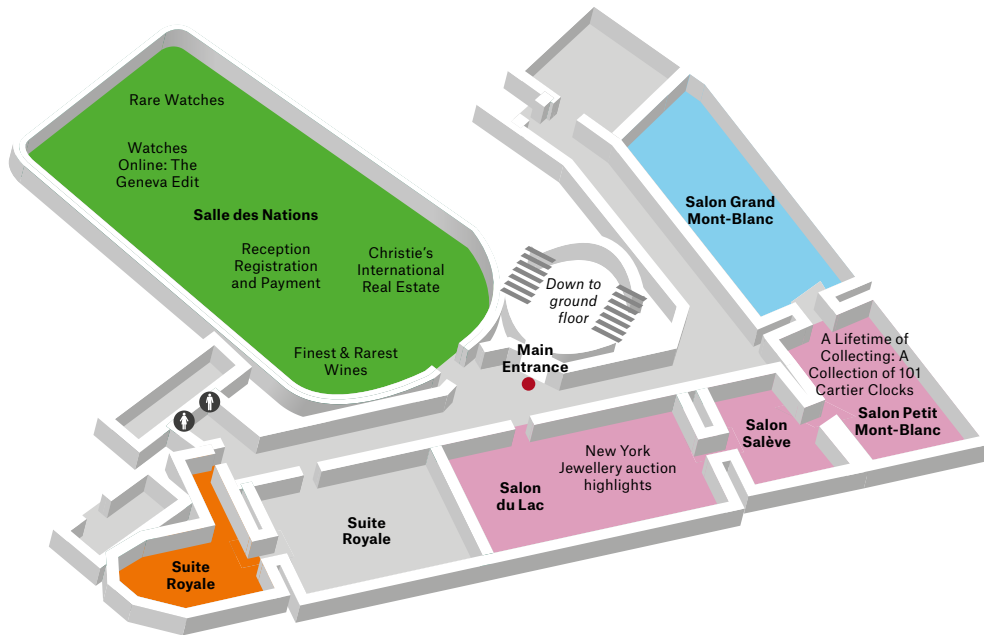 Rare Watches
Watches
Online: The
Geneva Edit
Salle des Nations
Reception
Registration
and Payment
Christie’s
International
Real Estate
Finest & Rarest
Wines
Down to
ground
floor
Main
Entrance
Salon Grand
Mont-Blanc
A Lifetime of
Collecting: A
Collection of 101
Cartier Clocks
Salon Petit
Mont-Blanc
Salon
Salève
New York
Jewellery auction
highlights
Salon
du Lac
Suite
Royale
Suite
Royale